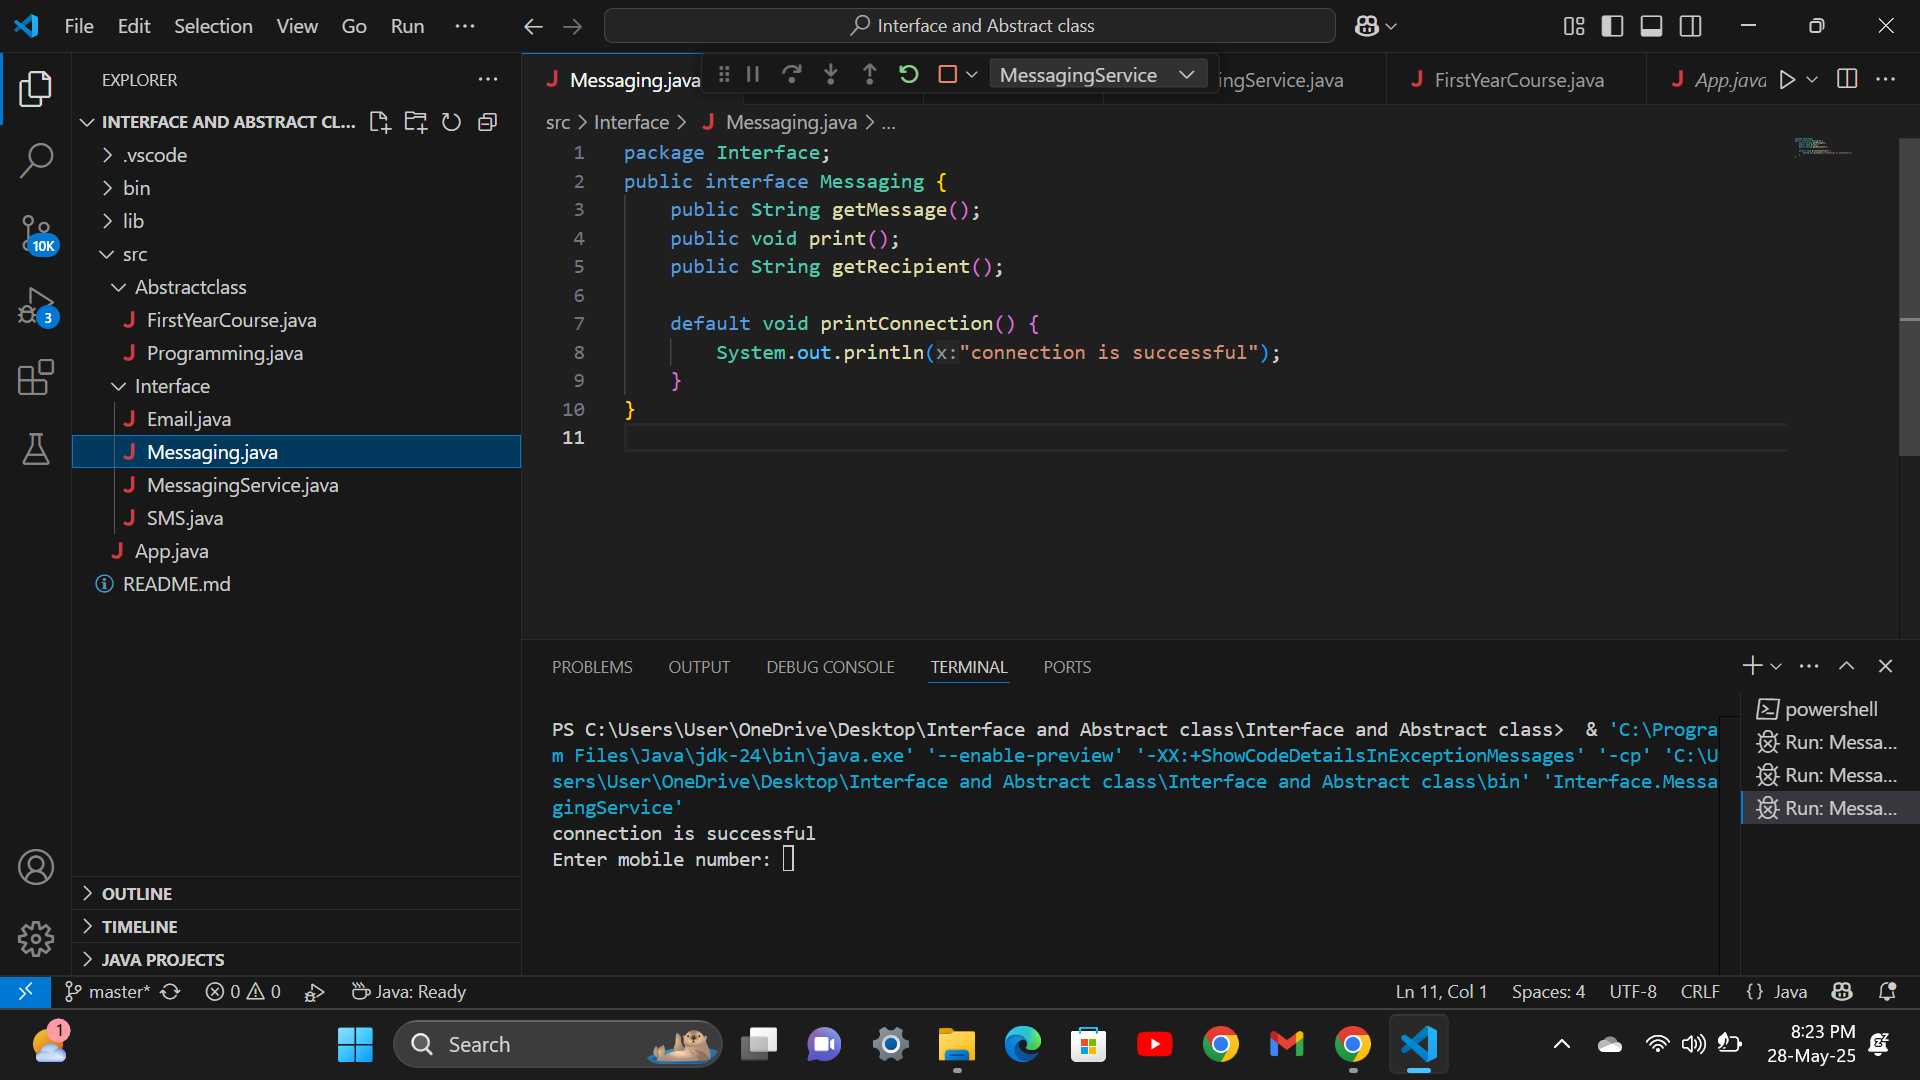 File Edit Selection View Go Run ...
Interface and Abstract class
EXPLORER
INTERFACE AND ABSTRACT CL...
.vscode
bin
lib
src
Abstractclass
FirstYearCourse.java
Programming.java
Interface
Email.java
Messaging.java
MessagingService.java
SMS.java
App.java
README.md
10K
3
OUTLINE
TIMELINE
JAVA PROJECTS
Messaging.java
MessagingService
ingService.java
FirstYearCourse.java
App.java
src > Interface > Messaging.java > ...
1 package Interface;
2 public interface Messaging {
3 public String getMessage();
4 public void print();
5 public String getRecipient();
6
7 default void printConnection() {
8 System.out.println(x:"connection is successful");
9 }
10 }
11
PROBLEMS OUTPUT DEBUG CONSOLE TERMINAL PORTS
PS C:\Users\User\OneDrive\Desktop\Interface and Abstract class\Interface and Abstract class> & 'C:\Progra
m Files\Java\jdk-24\bin\java.exe' '--enable-preview' '-XX:+ShowCodeDetailsInExceptionMessages' '-cp' 'C:\U
sers\User\OneDrive\Desktop\Interface and Abstract class\Interface and Abstract class\bin' 'Interface.Messa
gingService'
connection is successful
Enter mobile number:
powershell
Run: Messa...
Run: Messa...
Run: Messa...
master* 0 0 Java: Ready
Ln 11, Col 1 Spaces: 4 UTF-8 CRLF {} Java
1
Search
8:23 PM
28-May-25